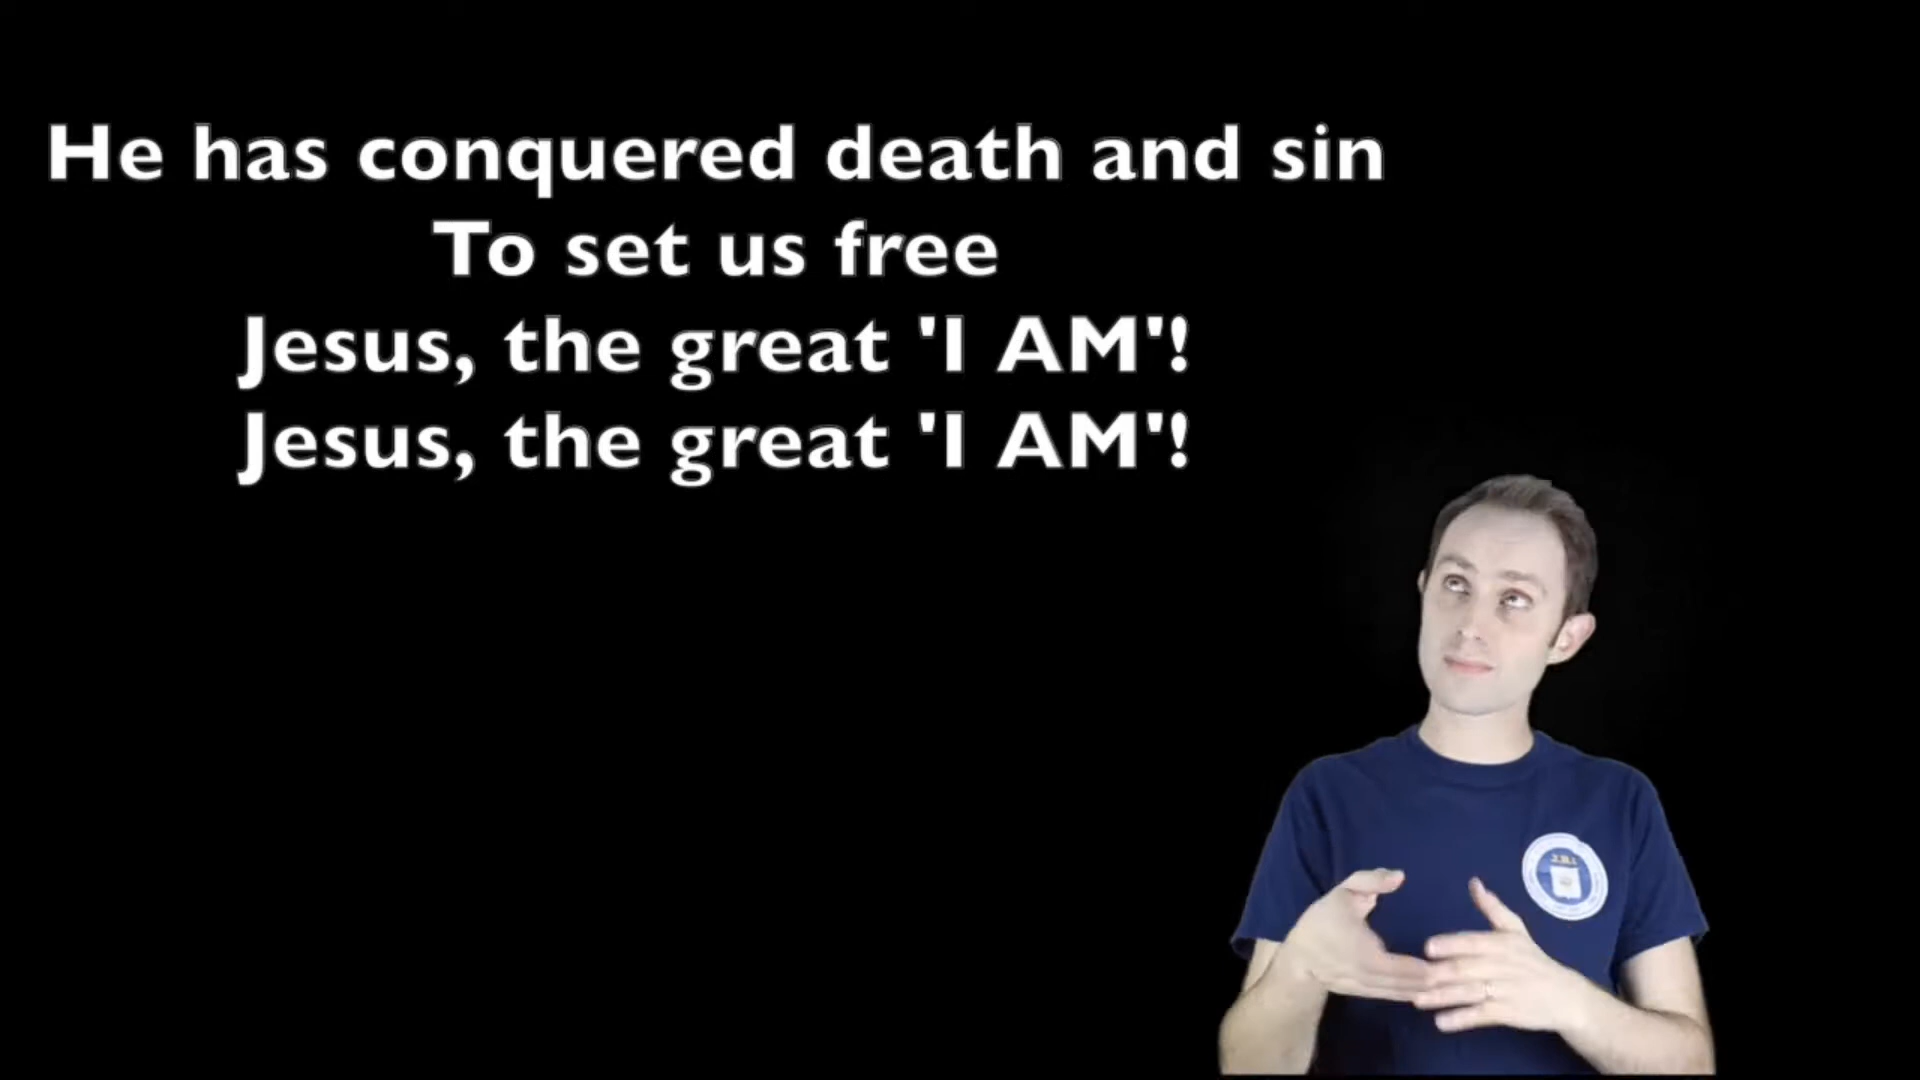 He has conquered death and sin
To set us free
Jesus, the great 'I AM'!
Jesus, the great 'I AM'!